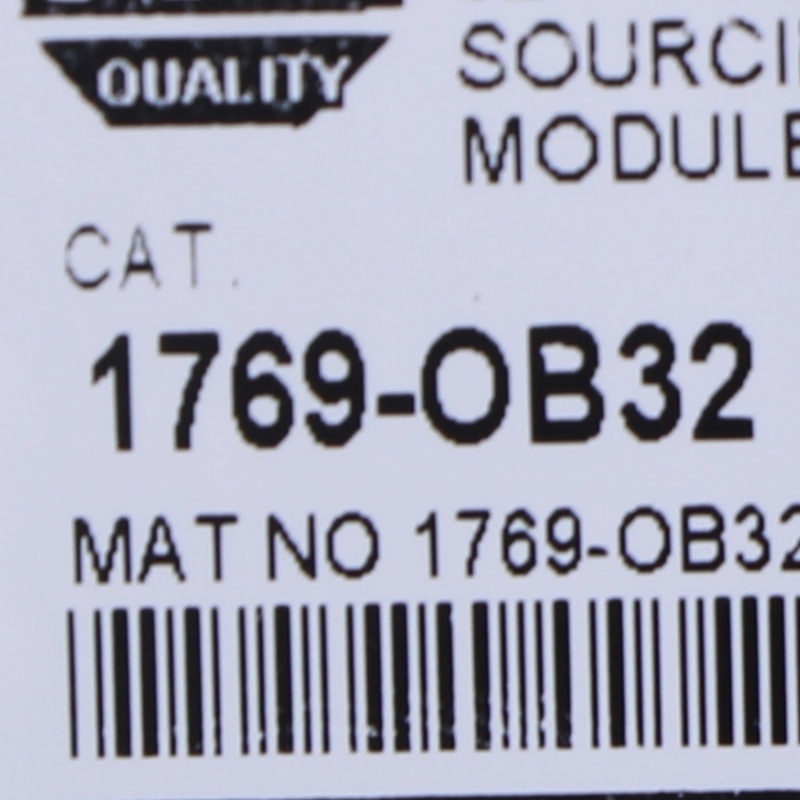 QUALITY
SOURCI
MODULE
CAT.
1769-OB32
MAT NO 1769-OB32